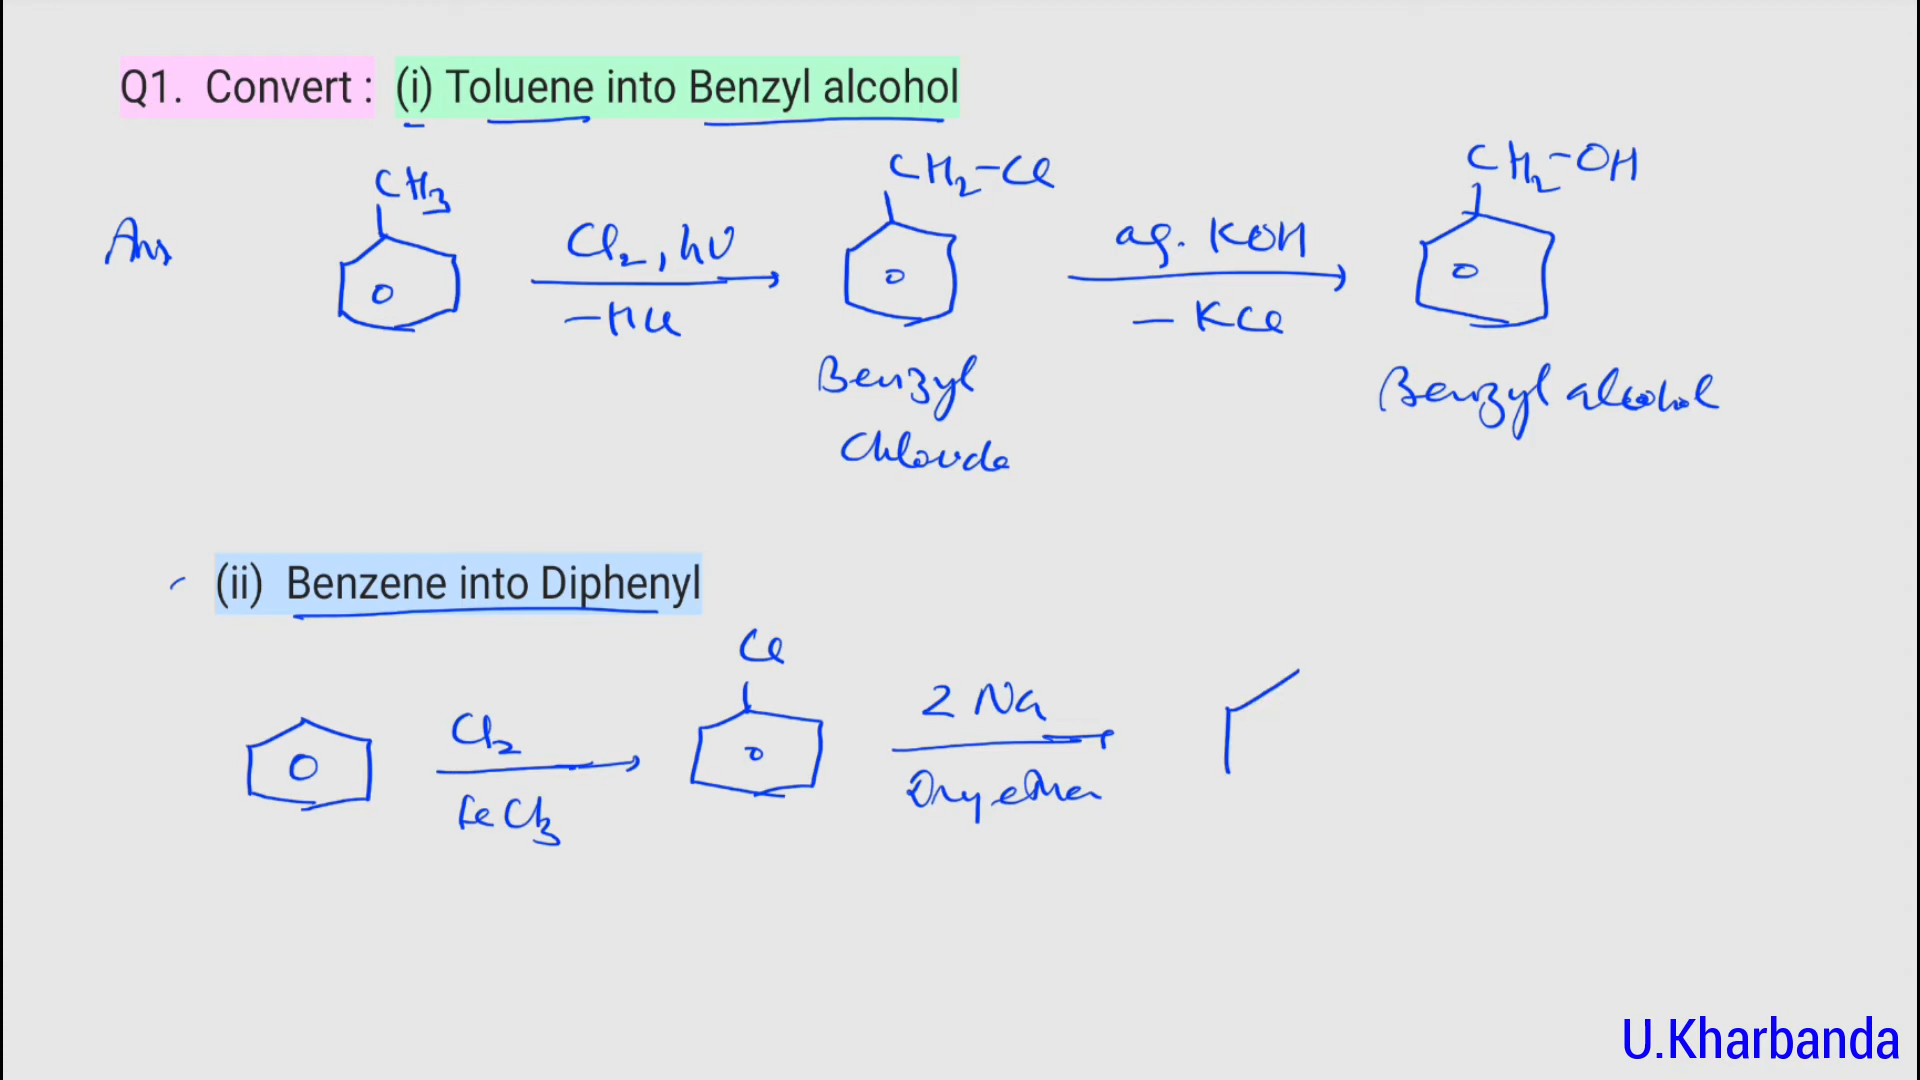 Q1. Convert : (i) Toluene into Benzyl alcohol
CH3 CH2-Cl CH2-OH
Ans Cl2, hν aq. KOH
-HCl - KCl
Benzyl Benzyl alcohol
Chloride
(ii) Benzene into Diphenyl
Cl
Cl2 2 Na
FeCl3 Dry ether
U.Kharbanda